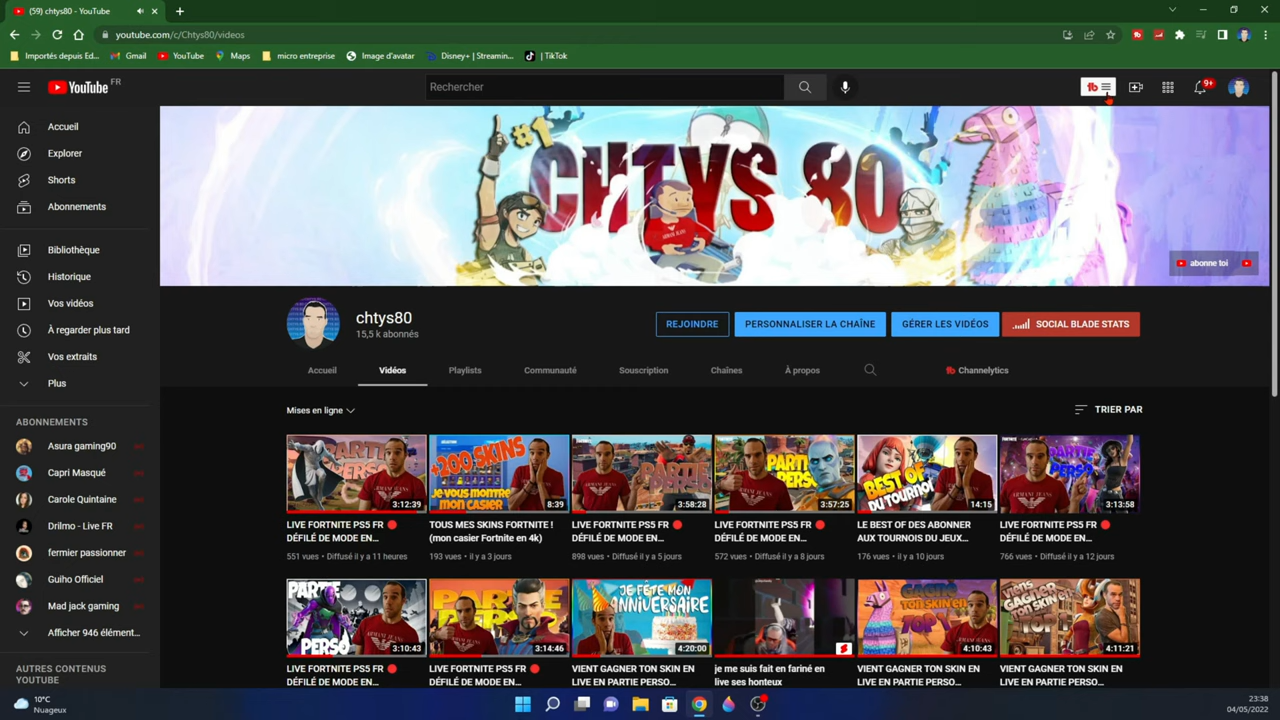 (59) chtys80 - YouTube
youtube.com/c/Chtys80/videos
Importés depuis Ed... Gmail YouTube Maps micro entreprise Image d'avatar Disney+ | Streamin... | TikTok
YouTube FR
Rechercher
9+
Accueil
Explorer
Shorts
Abonnements
Bibliothèque
Historique
Vos vidéos
À regarder plus tard
Vos extraits
Plus
ABONNEMENTS
Asura gaming90
Capri Masqué
Carole Quintaine
Drilmo - Live FR
fermier passionner
Guiho Officiel
Mad jack gaming
Afficher 946 élément...
AUTRES CONTENUS
YOUTUBE
#1
CHTYS 80
abonne toi
chtys80
15,5 k abonnés
REJOINDRE PERSONNALISER LA CHAÎNE GÉRER LES VIDÉOS SOCIAL BLADE STATS
Accueil Vidéos Playlists Communauté Souscription Chaînes À propos Channelytics
Mises en ligne TRIER PAR
PARTIE
PERSO
3:12:39
LIVE FORTNITE PS5 FR
DÉFILÉ DE MODE EN...
551 vues • Diffusé il y a 11 heures
+200 SKINS
Je vous montre
mon casier
8:39
TOUS MES SKINS FORTNITE !
(mon casier Fortnite en 4k)
193 vues • il y a 3 jours
PARTIE
3:58:28
LIVE FORTNITE PS5 FR
DÉFILÉ DE MODE EN...
898 vues • Diffusé il y a 5 jours
3:57:25
LIVE FORTNITE PS5 FR
DÉFILÉ DE MODE EN...
572 vues • Diffusé il y a 8 jours
BEST OF
DU TOURNOI
14:15
LE BEST OF DES ABONNER
AUX TOURNOIS DU JEUX...
176 vues • il y a 10 jours
PARTIE
PERSO
3:13:58
LIVE FORTNITE PS5 FR
DÉFILÉ DE MODE EN...
766 vues • Diffusé il y a 12 jours
PARTIE
PERSO
3:10:43
LIVE FORTNITE PS5 FR
DÉFILÉ DE MODE EN...
3:14:46
LIVE FORTNITE PS5 FR
DÉFILÉ DE MODE EN...
JE FÊTE MON
ANNIVERSAIRE
4:20:00
VIENT GAGNER TON SKIN EN
LIVE EN PARTIE PERSO...
je me suis fait en fariné en
live ses honteux
CACHE
TON SKIN EN
TOP 1
4:10:43
VIENT GAGNER TON SKIN EN
LIVE EN PARTIE PERSO...
VIENS
GAGNER
TON SKIN
4:11:21
VIENT GAGNER TON SKIN EN
LIVE EN PARTIE PERSO...
10°C
Nuageux
23:38
04/05/2022